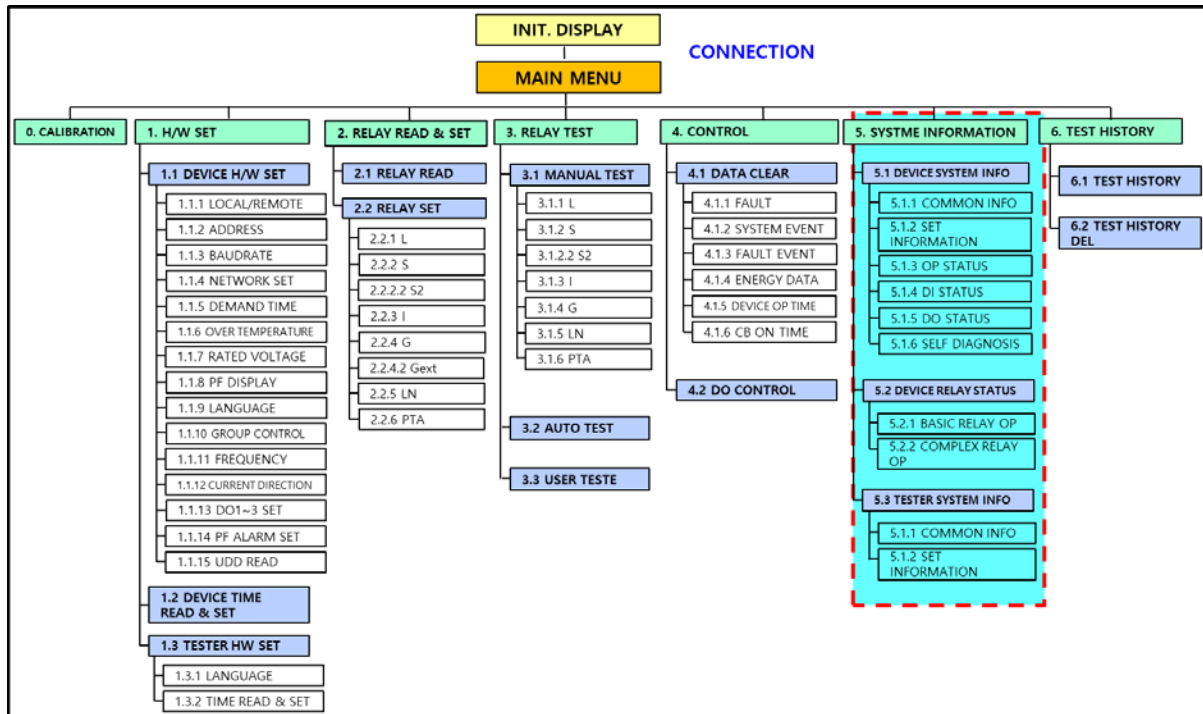 INIT. DISPLAY
CONNECTION
MAIN MENU
0. CALIBRATION
1. H/W SET
2. RELAY READ & SET
3. RELAY TEST
4. CONTROL
5. SYSTME INFORMATION
6. TEST HISTORY
1.1 DEVICE H/W SET
1.1.1 LOCAL/REMOTE
1.1.2 ADDRESS
1.1.3 BAUDRATE
1.1.4 NETWORK SET
1.1.5 DEMAND TIME
1.1.6 OVER TEMPERATURE
1.1.7 RATED VOLTAGE
1.1.8 PF DISPLAY
1.1.9 LANGUAGE
1.1.10 GROUP CONTROL
1.1.11 FREQUENCY
1.1.12 CURRENT DIRECTION
1.1.13 DO1~3 SET
1.1.14 PF ALARM SET
1.1.15 UDD READ
1.2 DEVICE TIME
READ & SET
1.3 TESTER HW SET
1.3.1 LANGUAGE
1.3.2 TIME READ & SET
2.1 RELAY READ
2.2 RELAY SET
2.2.1 L
2.2.2 S
2.2.2.2 S2
2.2.3 I
2.2.4 G
2.2.4.2 Gext
2.2.5 LN
2.2.6 PTA
3.1 MANUAL TEST
3.1.1 L
3.1.2 S
3.1.2.2 S2
3.1.3 I
3.1.4 G
3.1.5 LN
3.1.6 PTA
3.2 AUTO TEST
3.3 USER TESTE
4.1 DATA CLEAR
4.1.1 FAULT
4.1.2 SYSTEM EVENT
4.1.3 FAULT EVENT
4.1.4 ENERGY DATA
4.1.5 DEVICE OP TIME
4.1.6 CB ON TIME
4.2 DO CONTROL
5.1 DEVICE SYSTEM INFO
5.1.1 COMMON INFO
5.1.2 SET
INFORMATION
5.1.3 OP STATUS
5.1.4 DI STATUS
5.1.5 DO STATUS
5.1.6 SELF DIAGNOSIS
5.2 DEVICE RELAY STATUS
5.2.1 BASIC RELAY OP
5.2.2 COMPLEX RELAY
OP
5.3 TESTER SYSTEM INFO
5.1.1 COMMON INFO
5.1.2 SET
INFORMATION
6.1 TEST HISTORY
6.2 TEST HISTORY
DEL